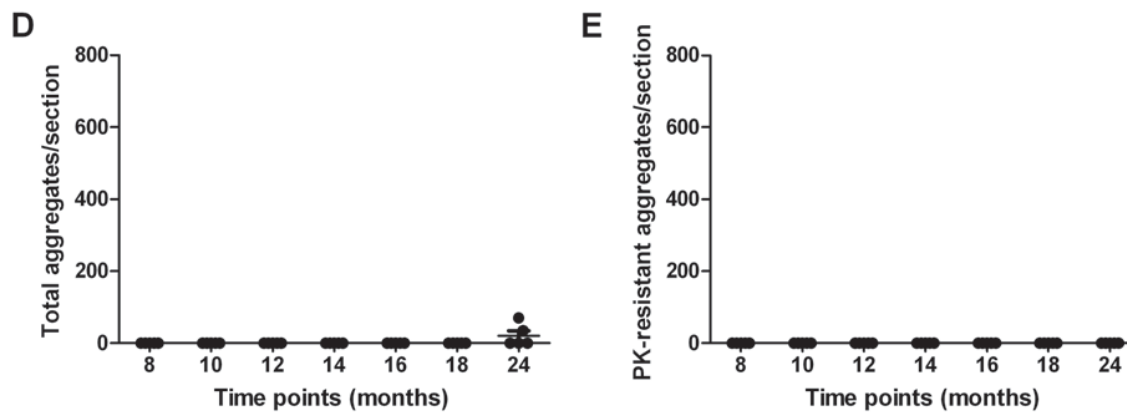 D
Total aggregates/section
800
600
400
200
0
8 10 12 14 16 18 24
Time points (months)
E
PK-resistant aggregates/section
800
600
400
200
0
8 10 12 14 16 18 24
Time points (months)